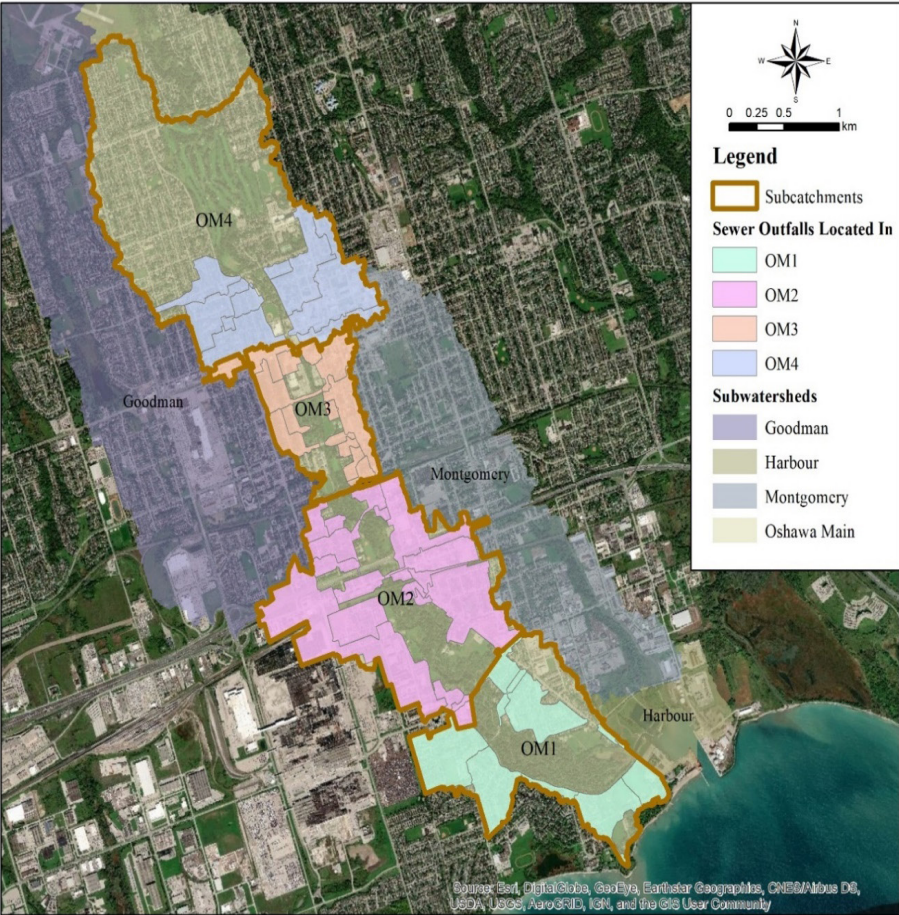 N
W E
S
0 0.25 0.5 1
km
Legend
Subcatchments
Sewer Outfalls Located In
OM1
OM2
OM3
OM4
Subwatersheds
Goodman
Harbour
Montgomery
Oshawa Main
OM4
Goodman
OM3
Montgomery
OM2
Harbour
OM1
Source: Esri, DigitalGlobe, GeoEye, Earthstar Geographics, CNES/Airbus DS,
USDA, USGS, AeroGRID, IGN, and the GIS User Community